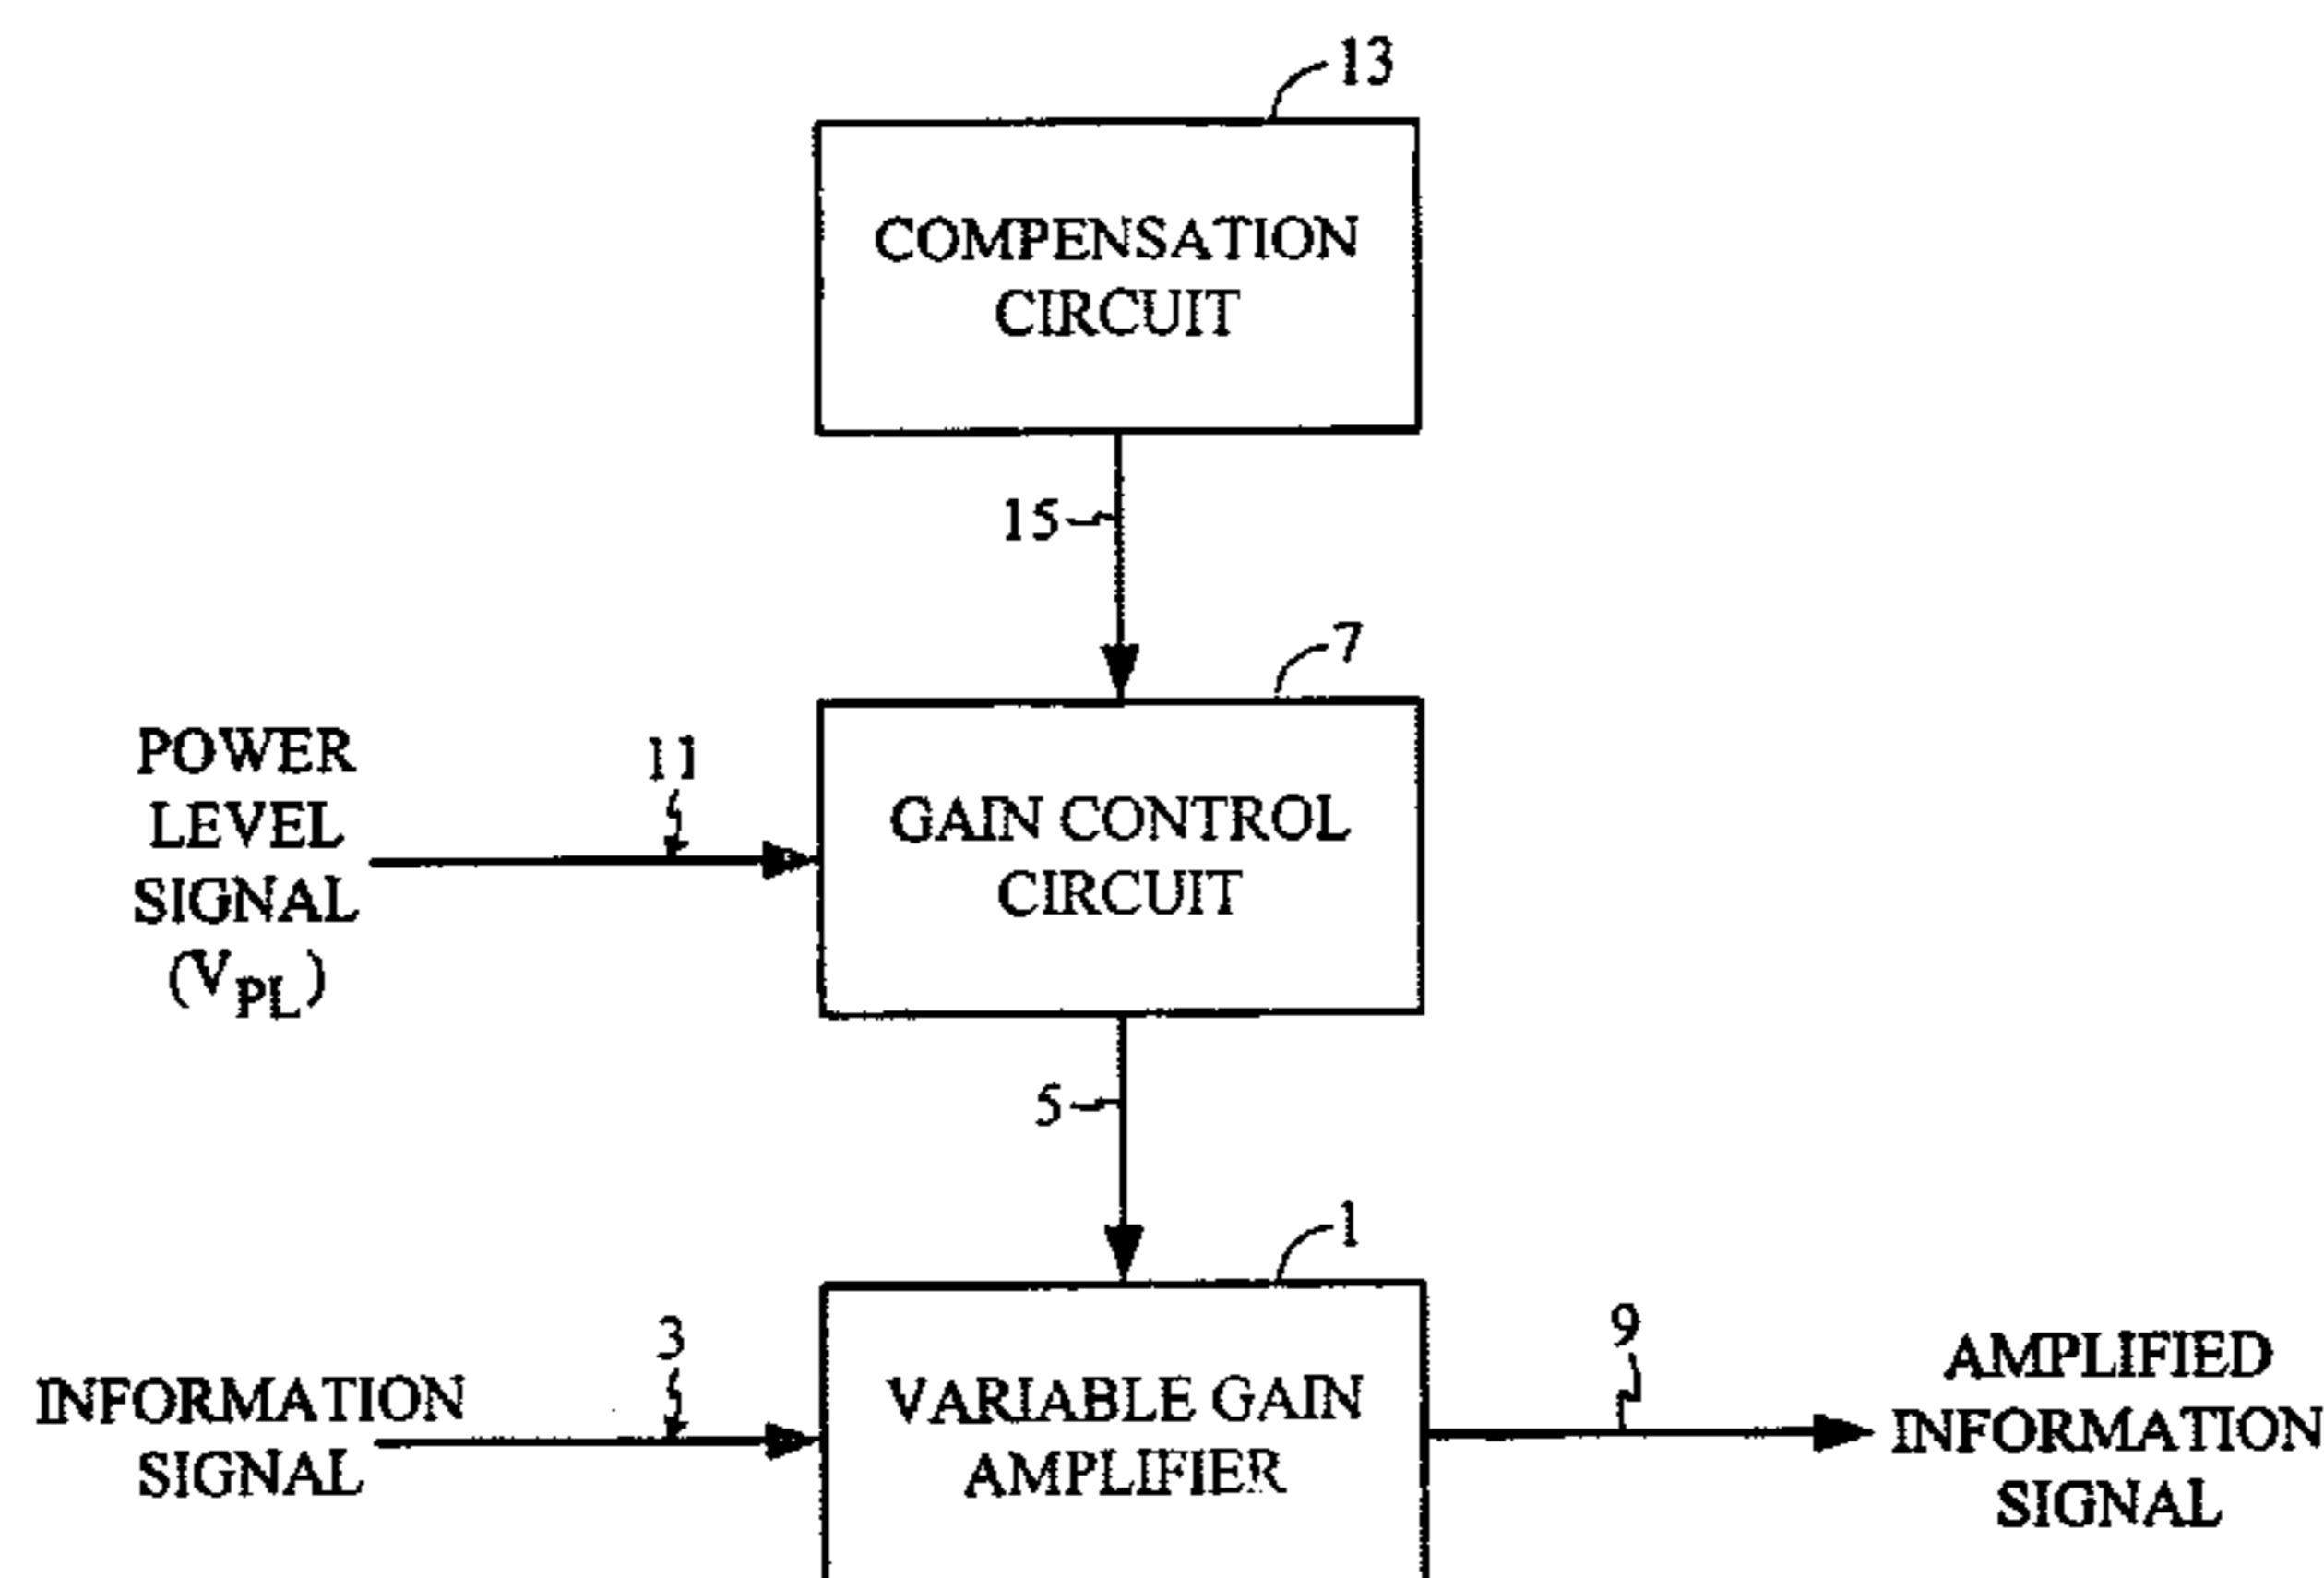 13
COMPENSATION
CIRCUIT
15
7
POWER
LEVEL
SIGNAL
(V_PL)
11
GAIN CONTROL
CIRCUIT
5
1
INFORMATION
SIGNAL
3
VARIABLE GAIN
AMPLIFIER
9
AMPLIFIED
INFORMATION
SIGNAL